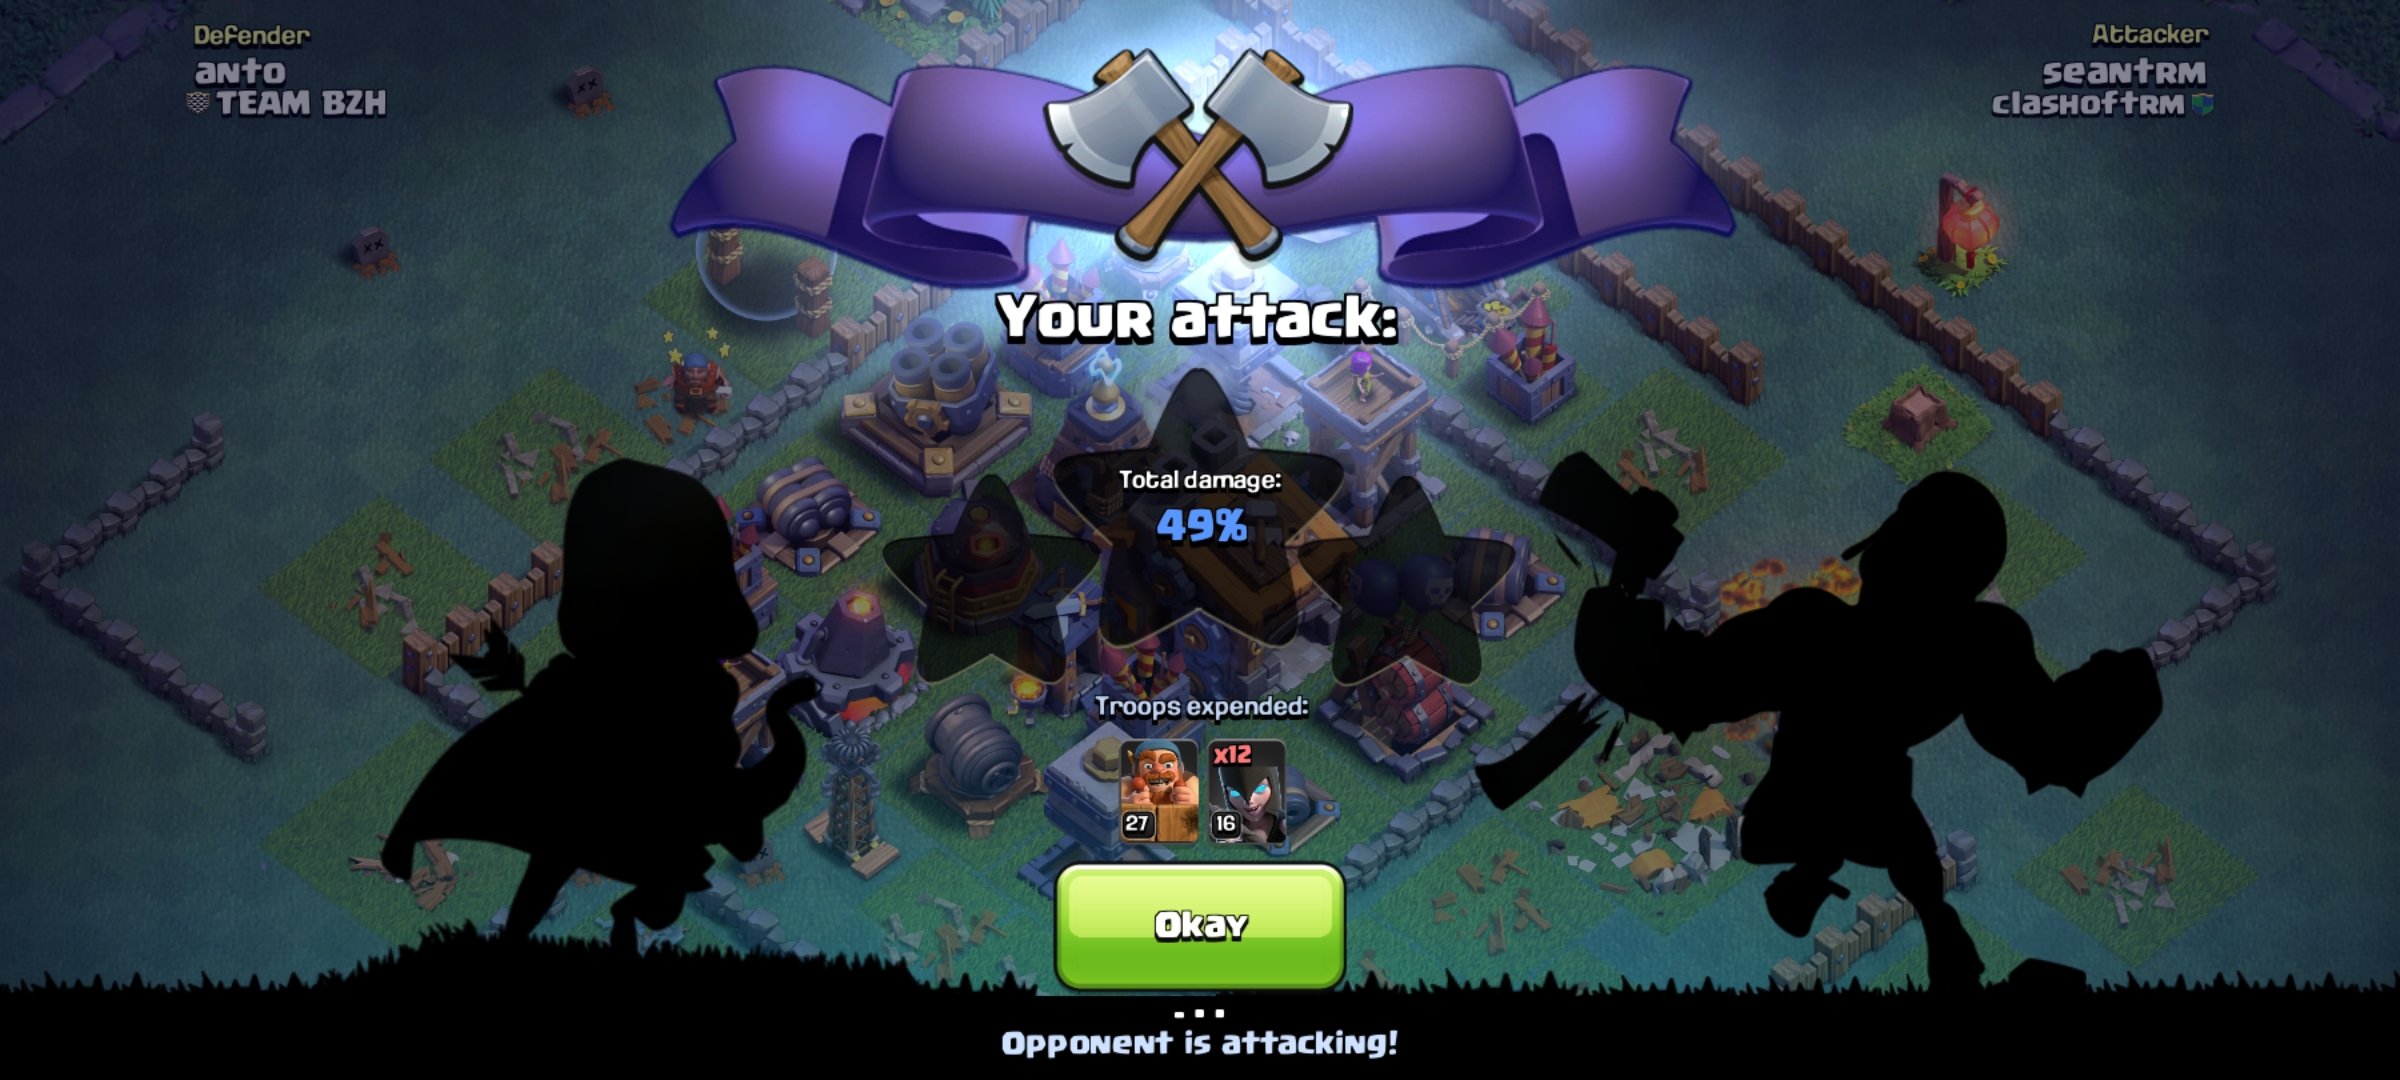 Defender
anto
TEAM BZH
Attacker
seantRM
clashoftRM
Your attack:
Total damage:
49%
Troops expended:
27
x12
16
Okay
...
Opponent is attacking!